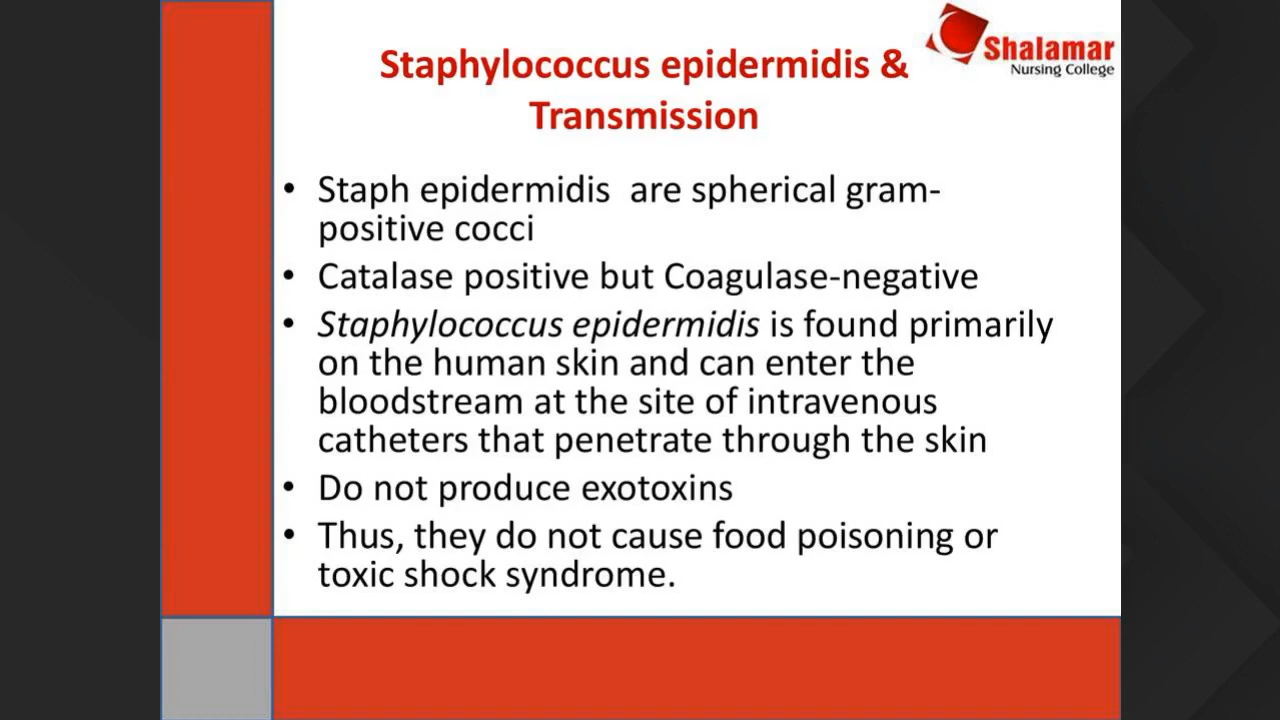 Shalamar
Nursing College
Staphylococcus epidermidis &
Transmission
• Staph epidermidis  are spherical gram-
positive cocci
• Catalase positive but Coagulase-negative
• Staphylococcus epidermidis is found primarily
on the human skin and can enter the
bloodstream at the site of intravenous
catheters that penetrate through the skin
• Do not produce exotoxins
• Thus, they do not cause food poisoning or
toxic shock syndrome.